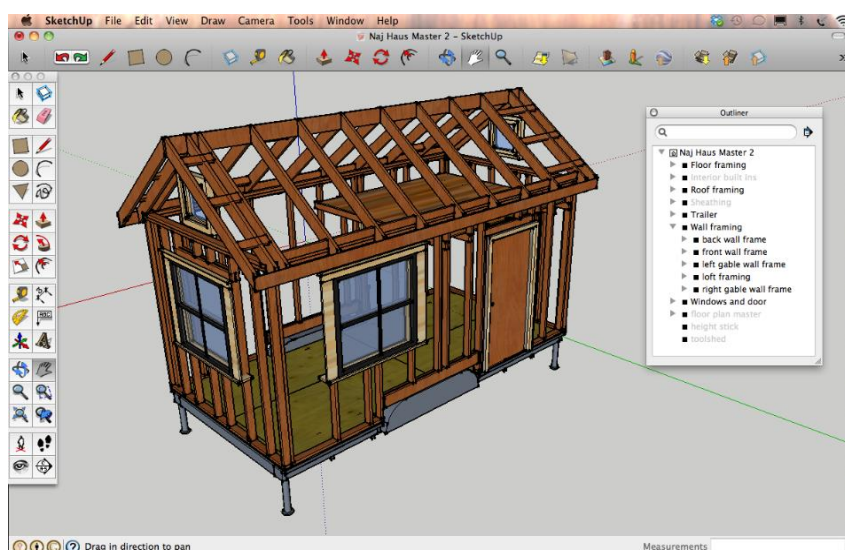 SketchUp File Edit View Draw Camera Tools Window Help
Naj Haus Master 2 - SketchUp
Outliner
Naj Haus Master 2
Floor framing
Interior built ins
Roof framing
Sheathing
Trailer
Wall framing
back wall frame
front wall frame
left gable wall frame
loft framing
right gable wall frame
Windows and door
floor plan master
height stick
toolshed
Drag in direction to pan
Measurements